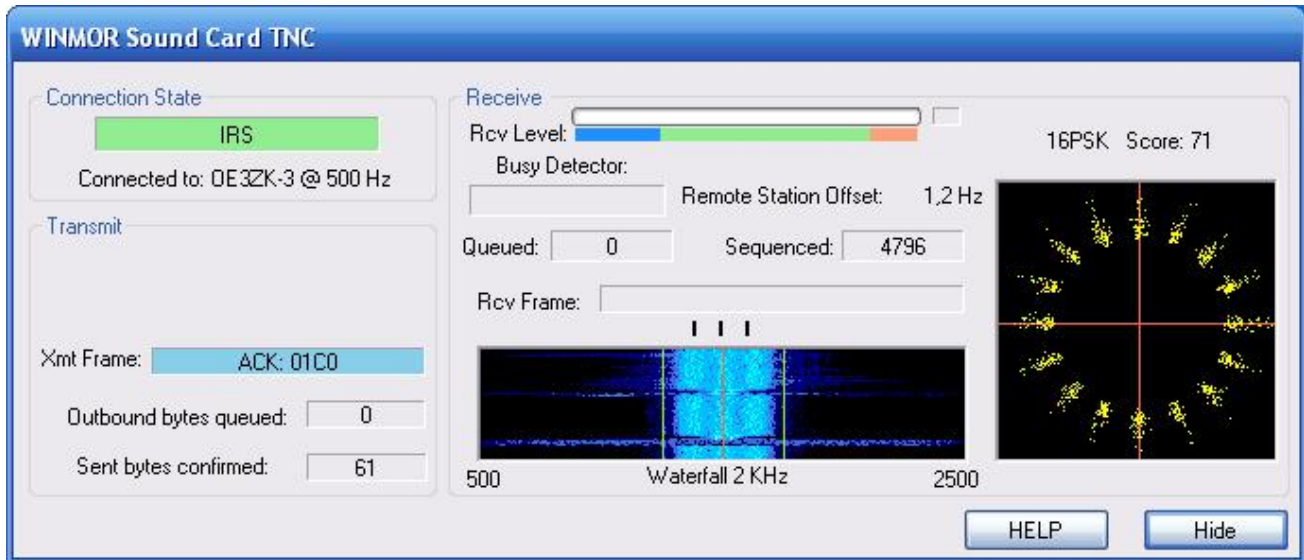 WINMOR Sound Card TNC
Connection State
IRS
Connected to: OE3ZK-3 @ 500 Hz
Transmit
Xmt Frame: ACK: 01C0
Outbound bytes queued: 0
Sent bytes confirmed: 61
Receive
Rcv Level:
Busy Detector:
Remote Station Offset: 1,2 Hz
Queued: 0 Sequenced: 4796
Rcv Frame:
500 Waterfall 2 KHz 2500
16PSK Score: 71
HELP Hide